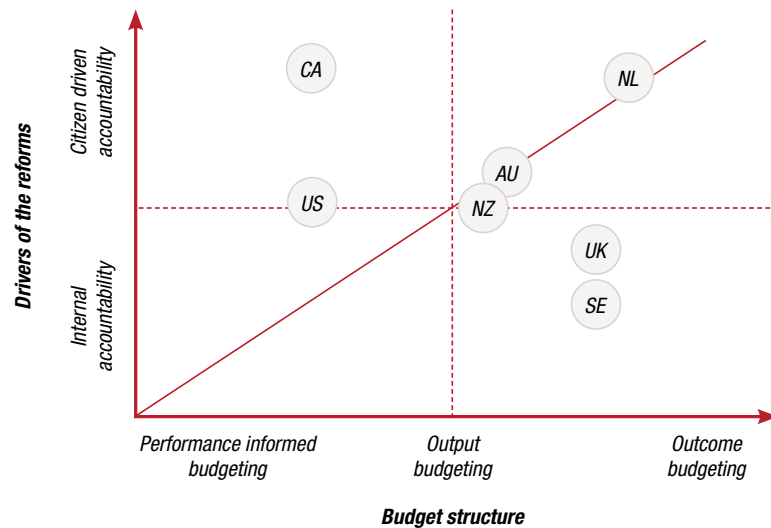 Drivers of the reforms
Citizen driven
accountability
Internal
accountability
CA
NL
AU
US
NZ
UK
SE
Performance informed
budgeting
Output
budgeting
Outcome
budgeting
Budget structure